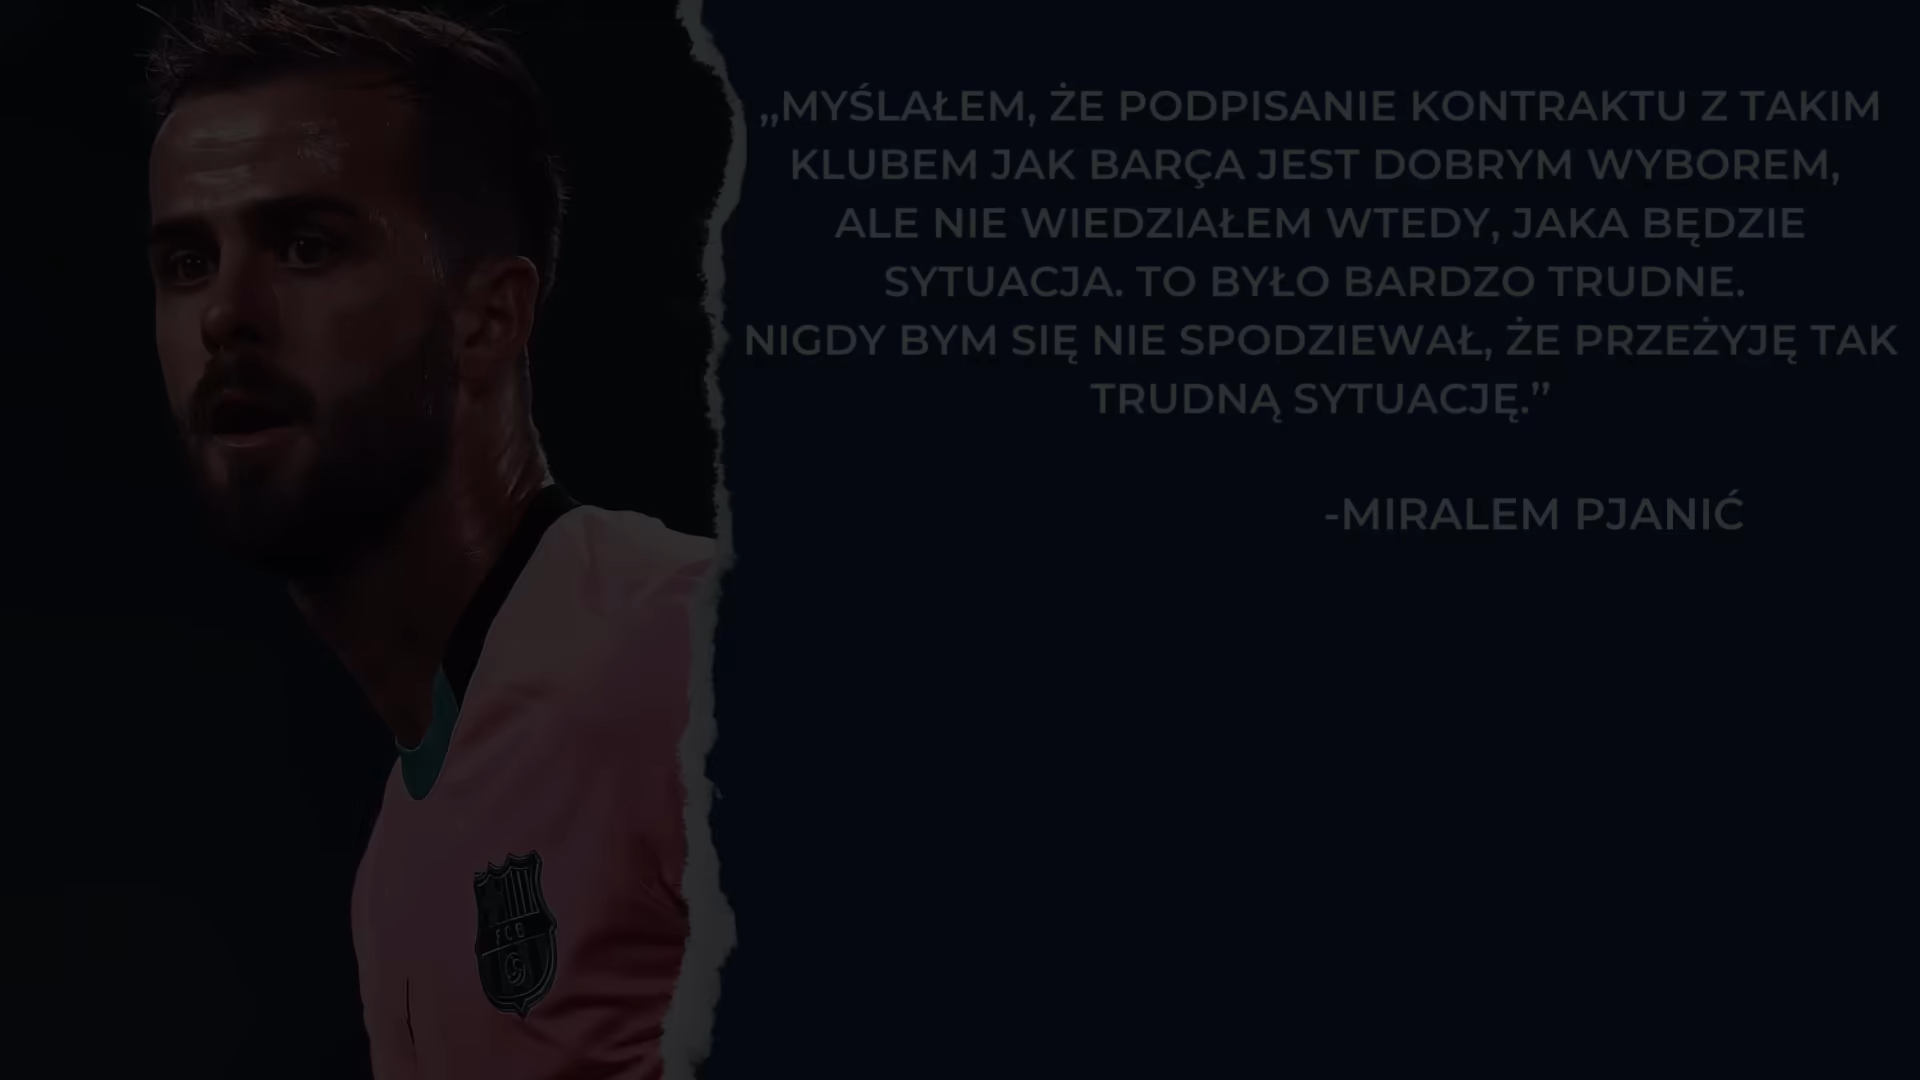 „MYŚLAŁEM, ŻE PODPISANIE KONTRAKTU Z TAKIM
KLUBEM JAK BARÇA JEST DOBRYM WYBOREM,
ALE NIE WIEDZIAŁEM WTEDY, JAKA BĘDZIE
SYTUACJA. TO BYŁO BARDZO TRUDNE.
NIGDY BYM SIĘ NIE SPODZIEWAŁ, ŻE PRZEŻYJĘ TAK
TRUDNĄ SYTUACJĘ.”
-MIRALEM PJANIĆ
FCB